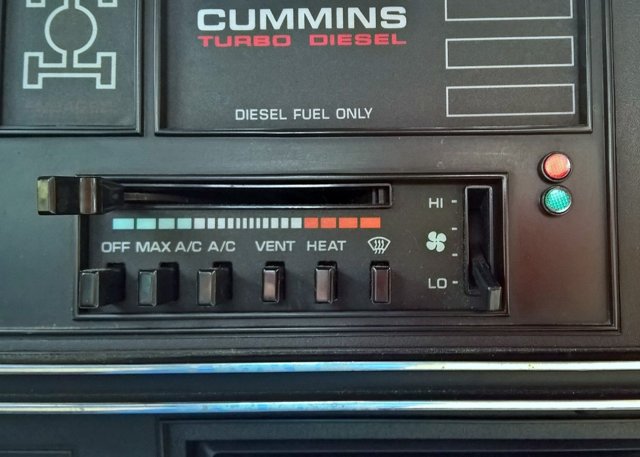 CUMMINS
TURBO DIESEL
DIESEL FUEL ONLY
HI
OFF MAX A/C A/C VENT HEAT
LO